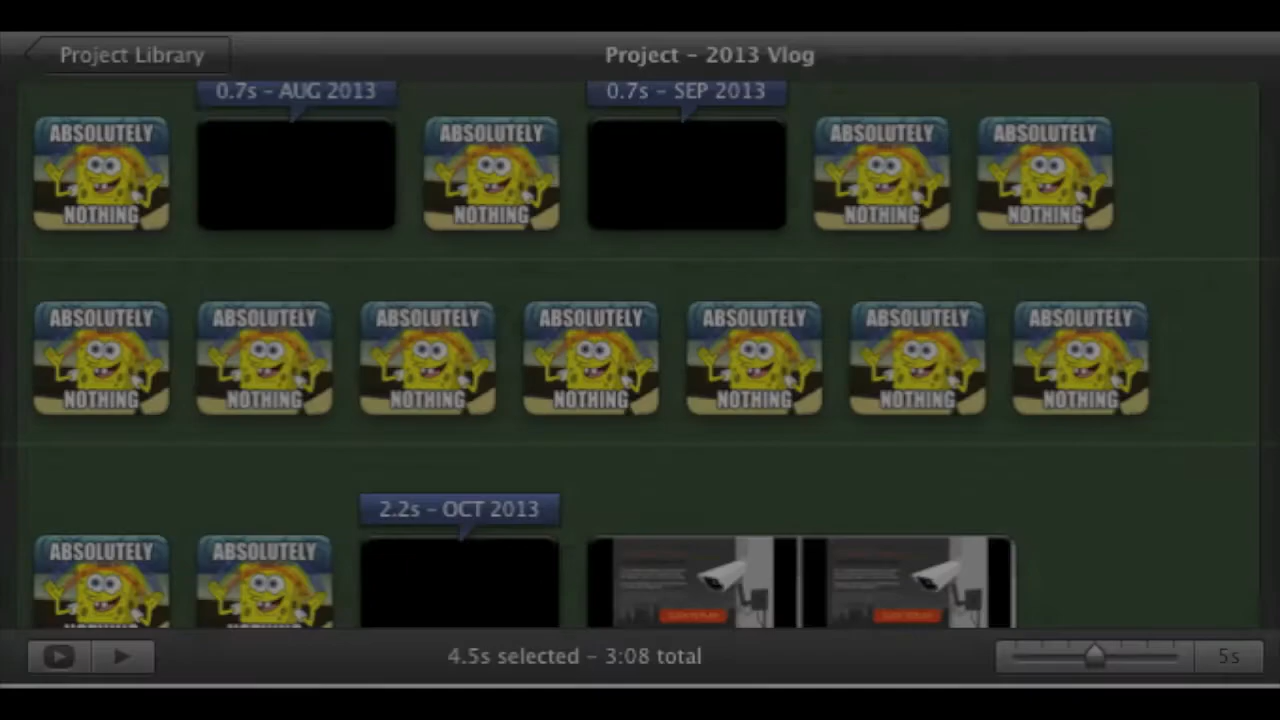 Project Library
Project – 2013 Vlog
0.7s – AUG 2013
0.7s – SEP 2013
ABSOLUTELY
NOTHING
ABSOLUTELY
NOTHING
ABSOLUTELY
NOTHING
ABSOLUTELY
NOTHING
ABSOLUTELY
NOTHING
ABSOLUTELY
NOTHING
ABSOLUTELY
NOTHING
ABSOLUTELY
NOTHING
ABSOLUTELY
NOTHING
ABSOLUTELY
NOTHING
ABSOLUTELY
NOTHING
2.2s – OCT 2013
ABSOLUTELY
NOTHING
ABSOLUTELY
NOTHING
4.5s selected – 3:08 total
5s